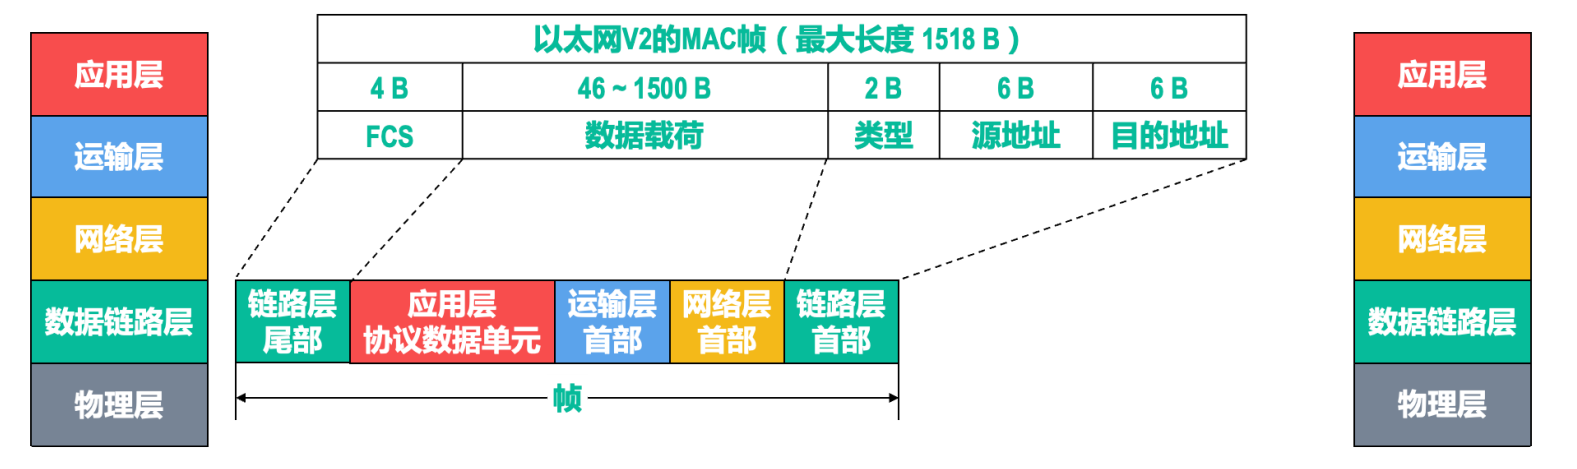 应用层
运输层
网络层
数据链路层
物理层
以太网V2的MAC帧（最大长度 1518 B）
4 B
46 ~ 1500 B
2 B
6 B
6 B
FCS
数据载荷
类型
源地址
目的地址
链路层
尾部
应用层
协议数据单元
运输层
首部
网络层
首部
链路层
首部
帧
应用层
运输层
网络层
数据链路层
物理层